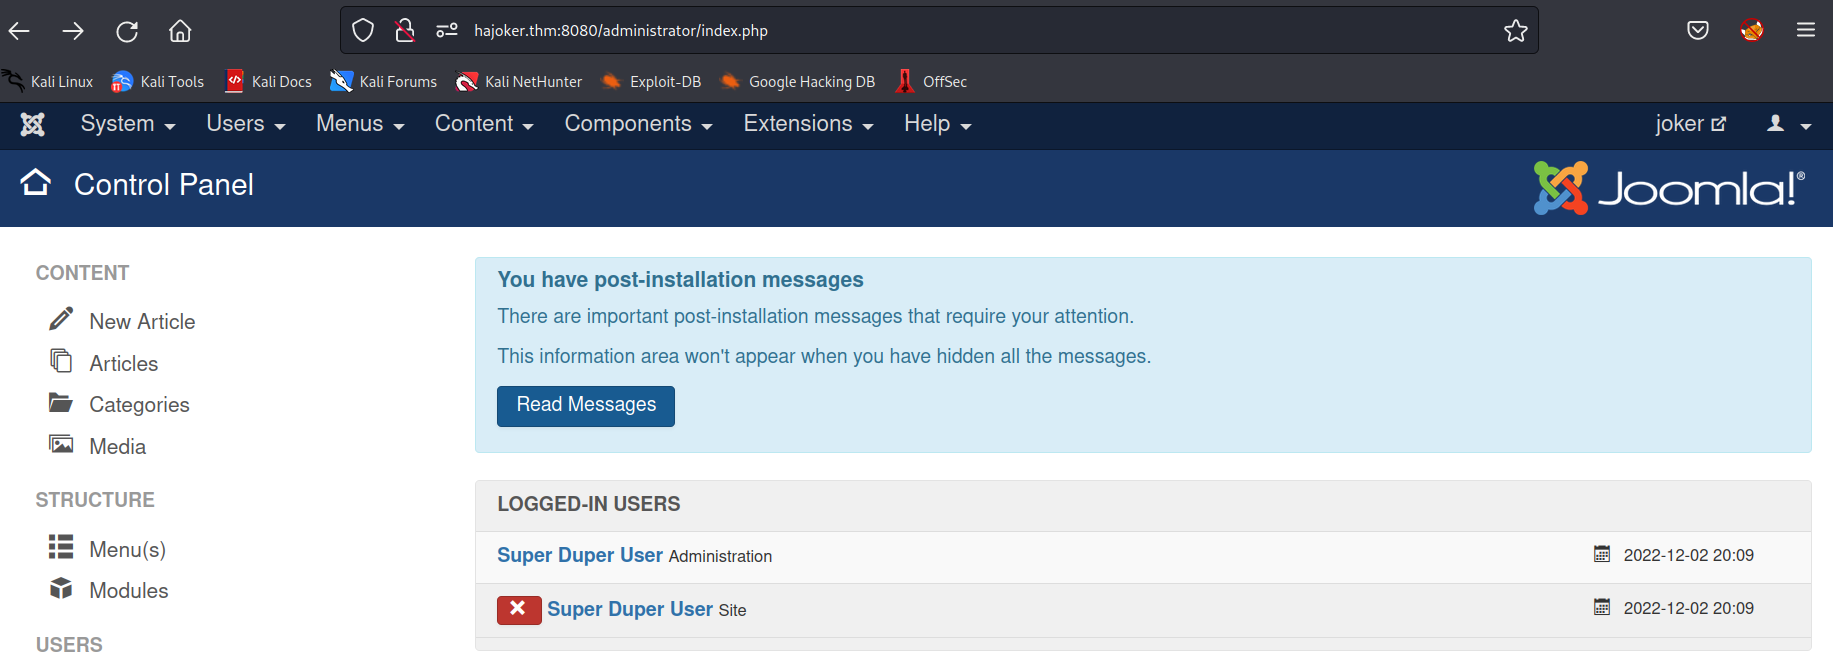 hajoker.thm:8080/administrator/index.php
Kali Linux Kali Tools Kali Docs Kali Forums Kali NetHunter Exploit-DB Google Hacking DB OffSec
System Users Menus Content Components Extensions Help joker
Control Panel Joomla!®
CONTENT
New Article
Articles
Categories
Media
STRUCTURE
Menu(s)
Modules
USERS
You have post-installation messages
There are important post-installation messages that require your attention.
This information area won't appear when you have hidden all the messages.
Read Messages
LOGGED-IN USERS
Super Duper User Administration 2022-12-02 20:09
Super Duper User Site 2022-12-02 20:09